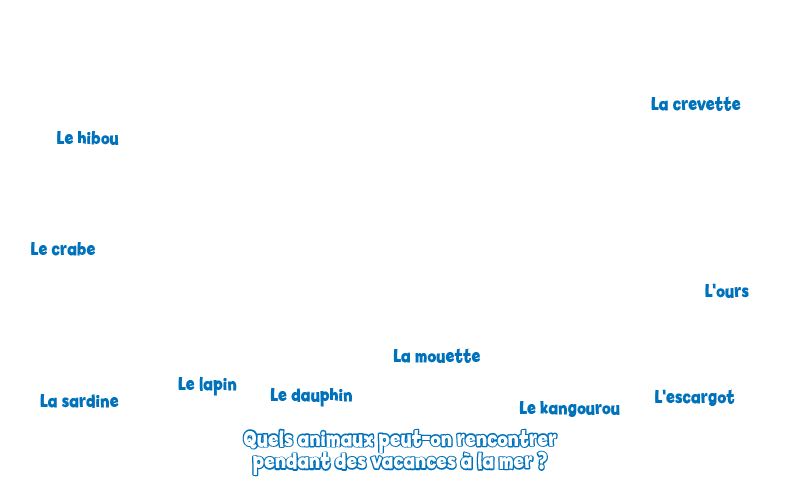 La crevette
Le hibou
Le crabe
L'ours
La mouette
Le lapin
Le dauphin
L'escargot
La sardine
Le kangourou
Quels animaux peut-on rencontrer
pendant des vacances à la mer ?